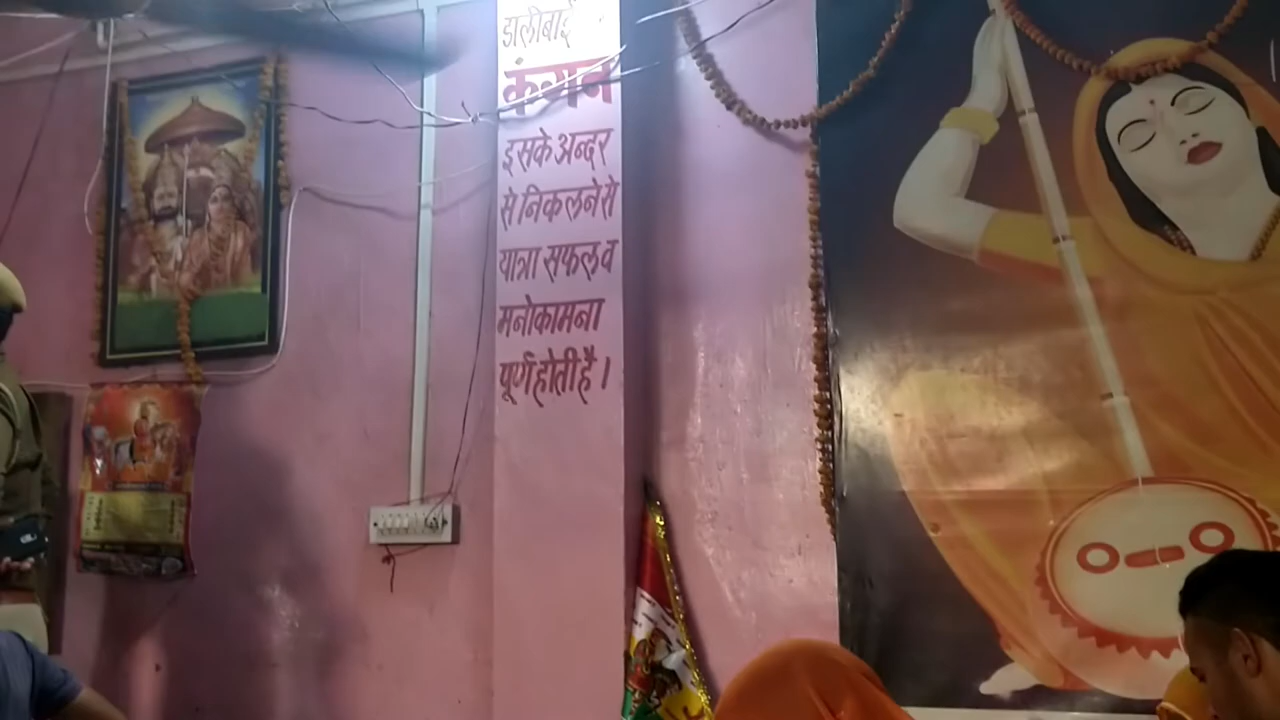 डालीबाई
कंगन
इसके अन्दर
से निकलने से
यात्रा सफल व
मनोकामना
पूर्ण होती है ।